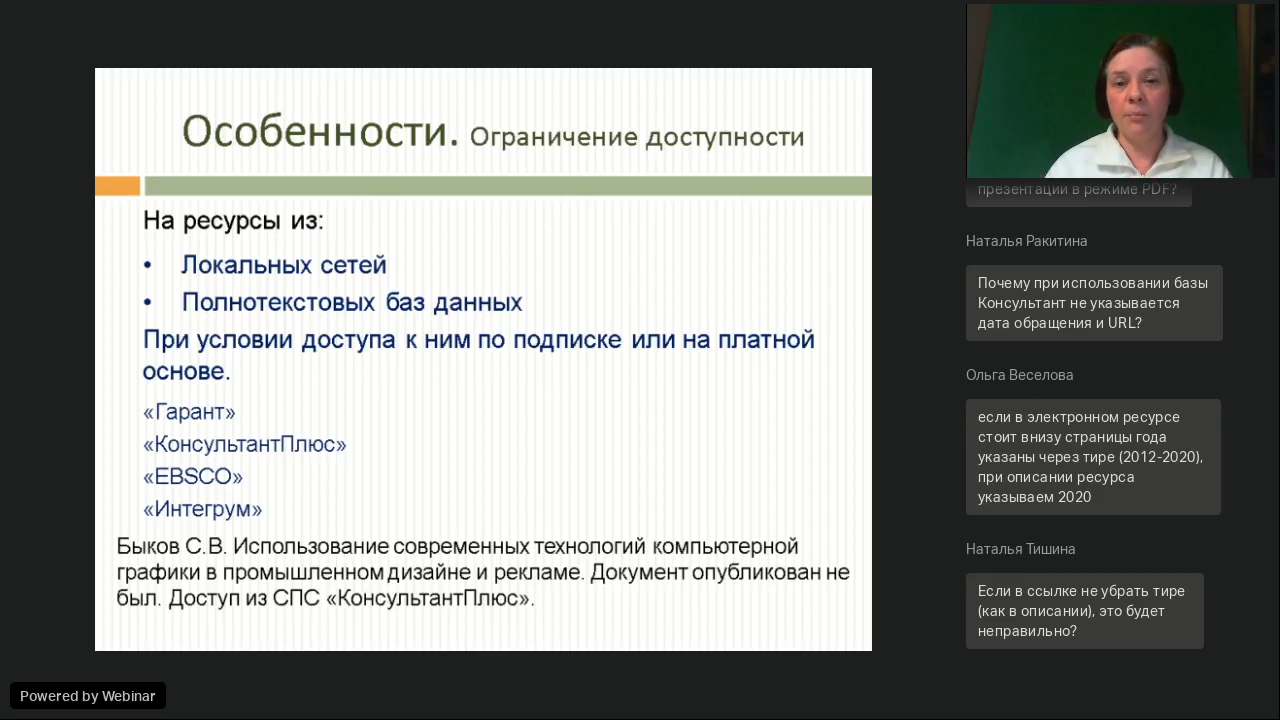 Особенности. Ограничение доступности
На ресурсы из:
• Локальных сетей
• Полнотекстовых баз данных
При условии доступа к ним по подписке или на платной
основе.
«Гарант»
«КонсультантПлюс»
«EBSCO»
«Интегрум»
Быков С.В. Использование современных технологий компьютерной
графики в промышленном дизайне и рекламе. Документ опубликован не
был. Доступ из СПС «КонсультантПлюс».
презентации в режиме PDF?
Наталья Ракитина
Почему при использовании базы
Консультант не указывается
дата обращения и URL?
Ольга Веселова
если в электронном ресурсе
стоит внизу страницы года
указаны через тире (2012-2020),
при описании ресурса
указываем 2020
Наталья Тишина
Если в ссылке не убрать тире
(как в описании), это будет
неправильно?
Powered by Webinar